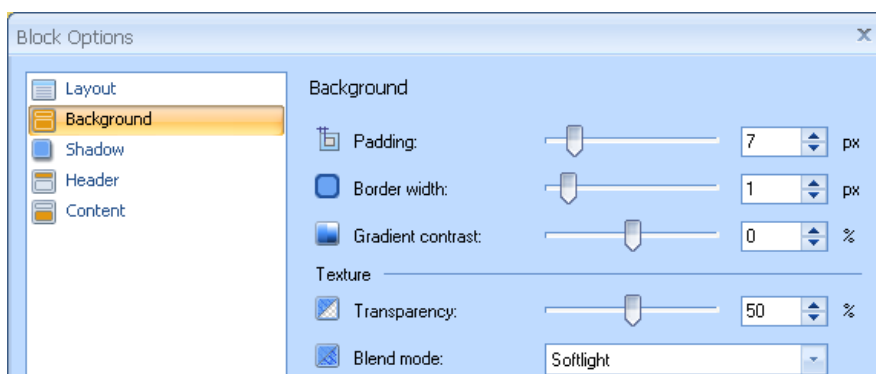 Block Options
Layout
Background
Shadow
Header
Content
Background
Padding: 7 px
Border width: 1 px
Gradient contrast: 0 %
Texture
Transparency: 50 %
Blend mode: Softlight